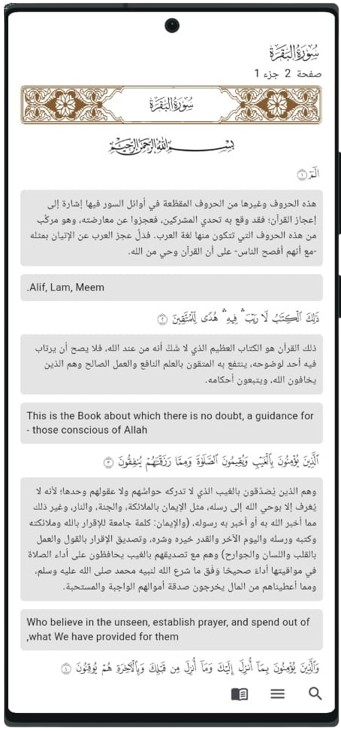 سُورَةُ البَقَرَةِ
صفحة 2 جزء 1
سُورَةُ البَقَرَةِ
بِسْمِ اللَّهِ الرَّحْمَٰنِ الرَّحِيمِ
الٓمٓ ١
هذه الحروف وغيرها من الحروف المقطَّعة في أوائل السور فيها إشارة إلى
إعجاز القرآن؛ فقد وقع به تحدي المشركين، فعجزوا عن معارضته، وهو مركَّب
من هذه الحروف التي تتكون منها لغة العرب. فدَلَّ عجز العرب عن الإتيان بمثله
-مع أنهم أفصح الناس- على أن القرآن وحي من الله.
.Alif, Lam, Meem
ذَٰلِكَ ٱلْكِتَٰبُ لَا رَيْبَ ۛ فِيهِ ۛ هُدًى لِّلْمُتَّقِينَ ٢
ذلك القرآن هو الكتاب العظيم الذي لا شَكَّ أنه من عند الله، فلا يصح أن يرتاب
فيه أحد لوضوحه، ينتفع به المتقون بالعلم النافع والعمل الصالح وهم الذين
يخافون الله، ويتبعون أحكامه.
This is the Book about which there is no doubt, a guidance for
- those conscious of Allah
ٱلَّذِينَ يُؤْمِنُونَ بِٱلْغَيْبِ وَيُقِيمُونَ ٱلصَّلَوٰةَ وَمِمَّا رَزَقْنَٰهُمْ يُنفِقُونَ ٣
وهم الذين يُصَدِّقون بالغيب الذي لا تدركه حواسُّهم ولا عقولهم وحدها؛ لأنه لا
يُعْرف إلا بوحي الله إلى رسله، مثل الإيمان بالملائكة، والجنة، والنار، وغير ذلك
مما أخبر الله به أو أخبر به رسوله، (والإيمان: كلمة جامعة للإقرار بالله وملائكته
وكتبه ورسله واليوم الآخر والقدر خيره وشره، وتصديق الإقرار بالقول والعمل
بالقلب واللسان والجوارح) وهم مع تصديقهم بالغيب يحافظون على أداء الصلاة
في مواقيتها أداءً صحيحًا وَفْق ما شرع الله لنبيه محمد صلى الله عليه وسلم،
ومما أعطيناهم من المال يخرجون صدقة أموالهم الواجبة والمستحبة.
Who believe in the unseen, establish prayer, and spend out of
,what We have provided for them
وَٱلَّذِينَ يُؤْمِنُونَ بِمَآ أُنزِلَ إِلَيْكَ وَمَآ أُنزِلَ مِن قَبْلِكَ وَبِٱلْءَاخِرَةِ هُمْ يُوقِنُونَ ٤